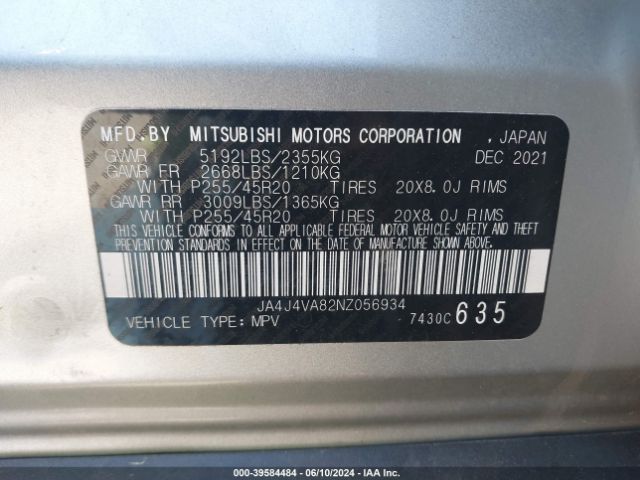 MFD.BY MITSUBISHI MOTORS CORPORATION , JAPAN
GVWR 5192LBS/2355KG DEC 2021
GAWR FR 2668LBS/1210KG
WITH P255/45R20 TIRES 20X8.0J RIMS
GAWR RR 3009LBS/1365KG
WITH P255/45R20 TIRES 20X8.0J RIMS
THIS VEHICLE CONFORMS TO ALL APPLICABLE FEDERAL MOTOR VEHICLE SAFETY AND
THEFT PREVENTION STANDARDS IN EFFECT ON THE DATE OF MANUFACTURE SHOWN ABOVE.
JA4J4VA82NZ056934
VEHICLE TYPE:MPV 7430C 635
000-39584484 - 06/10/2024 - IAA Inc.